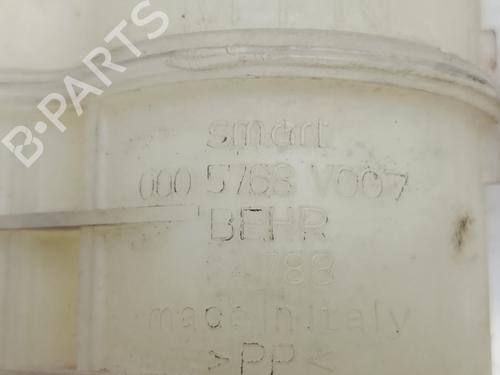 B-PARTS
smart
000 5768 V007
BEHR
made in Italy
>PP<